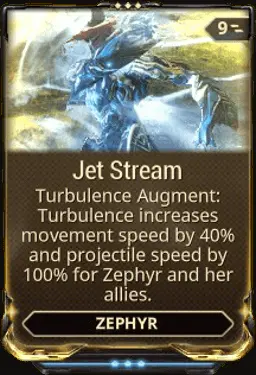 9
Jet Stream
Turbulence Augment:
Turbulence increases
movement speed by 40%
and projectile speed by
100% for Zephyr and her
allies.
ZEPHYR